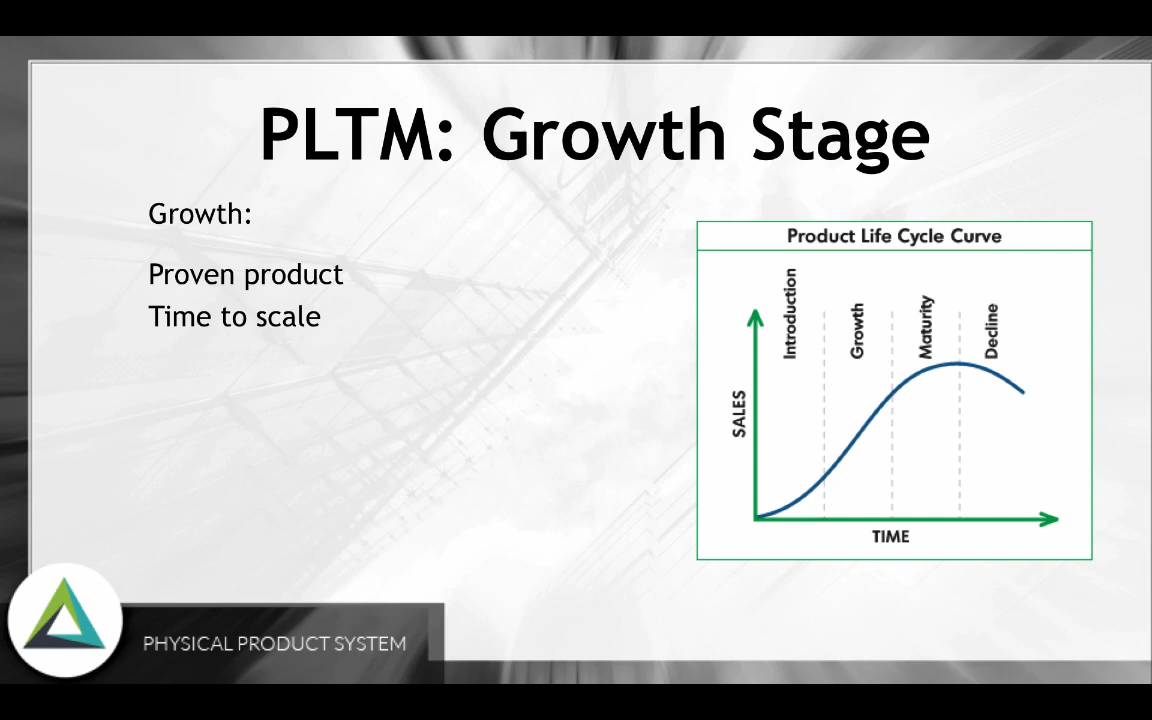 PLTM: Growth Stage
Growth:
Proven product
Time to scale
Product Life Cycle Curve
Introduction
Growth
Maturity
Decline
SALES
TIME
PHYSICAL PRODUCT SYSTEM